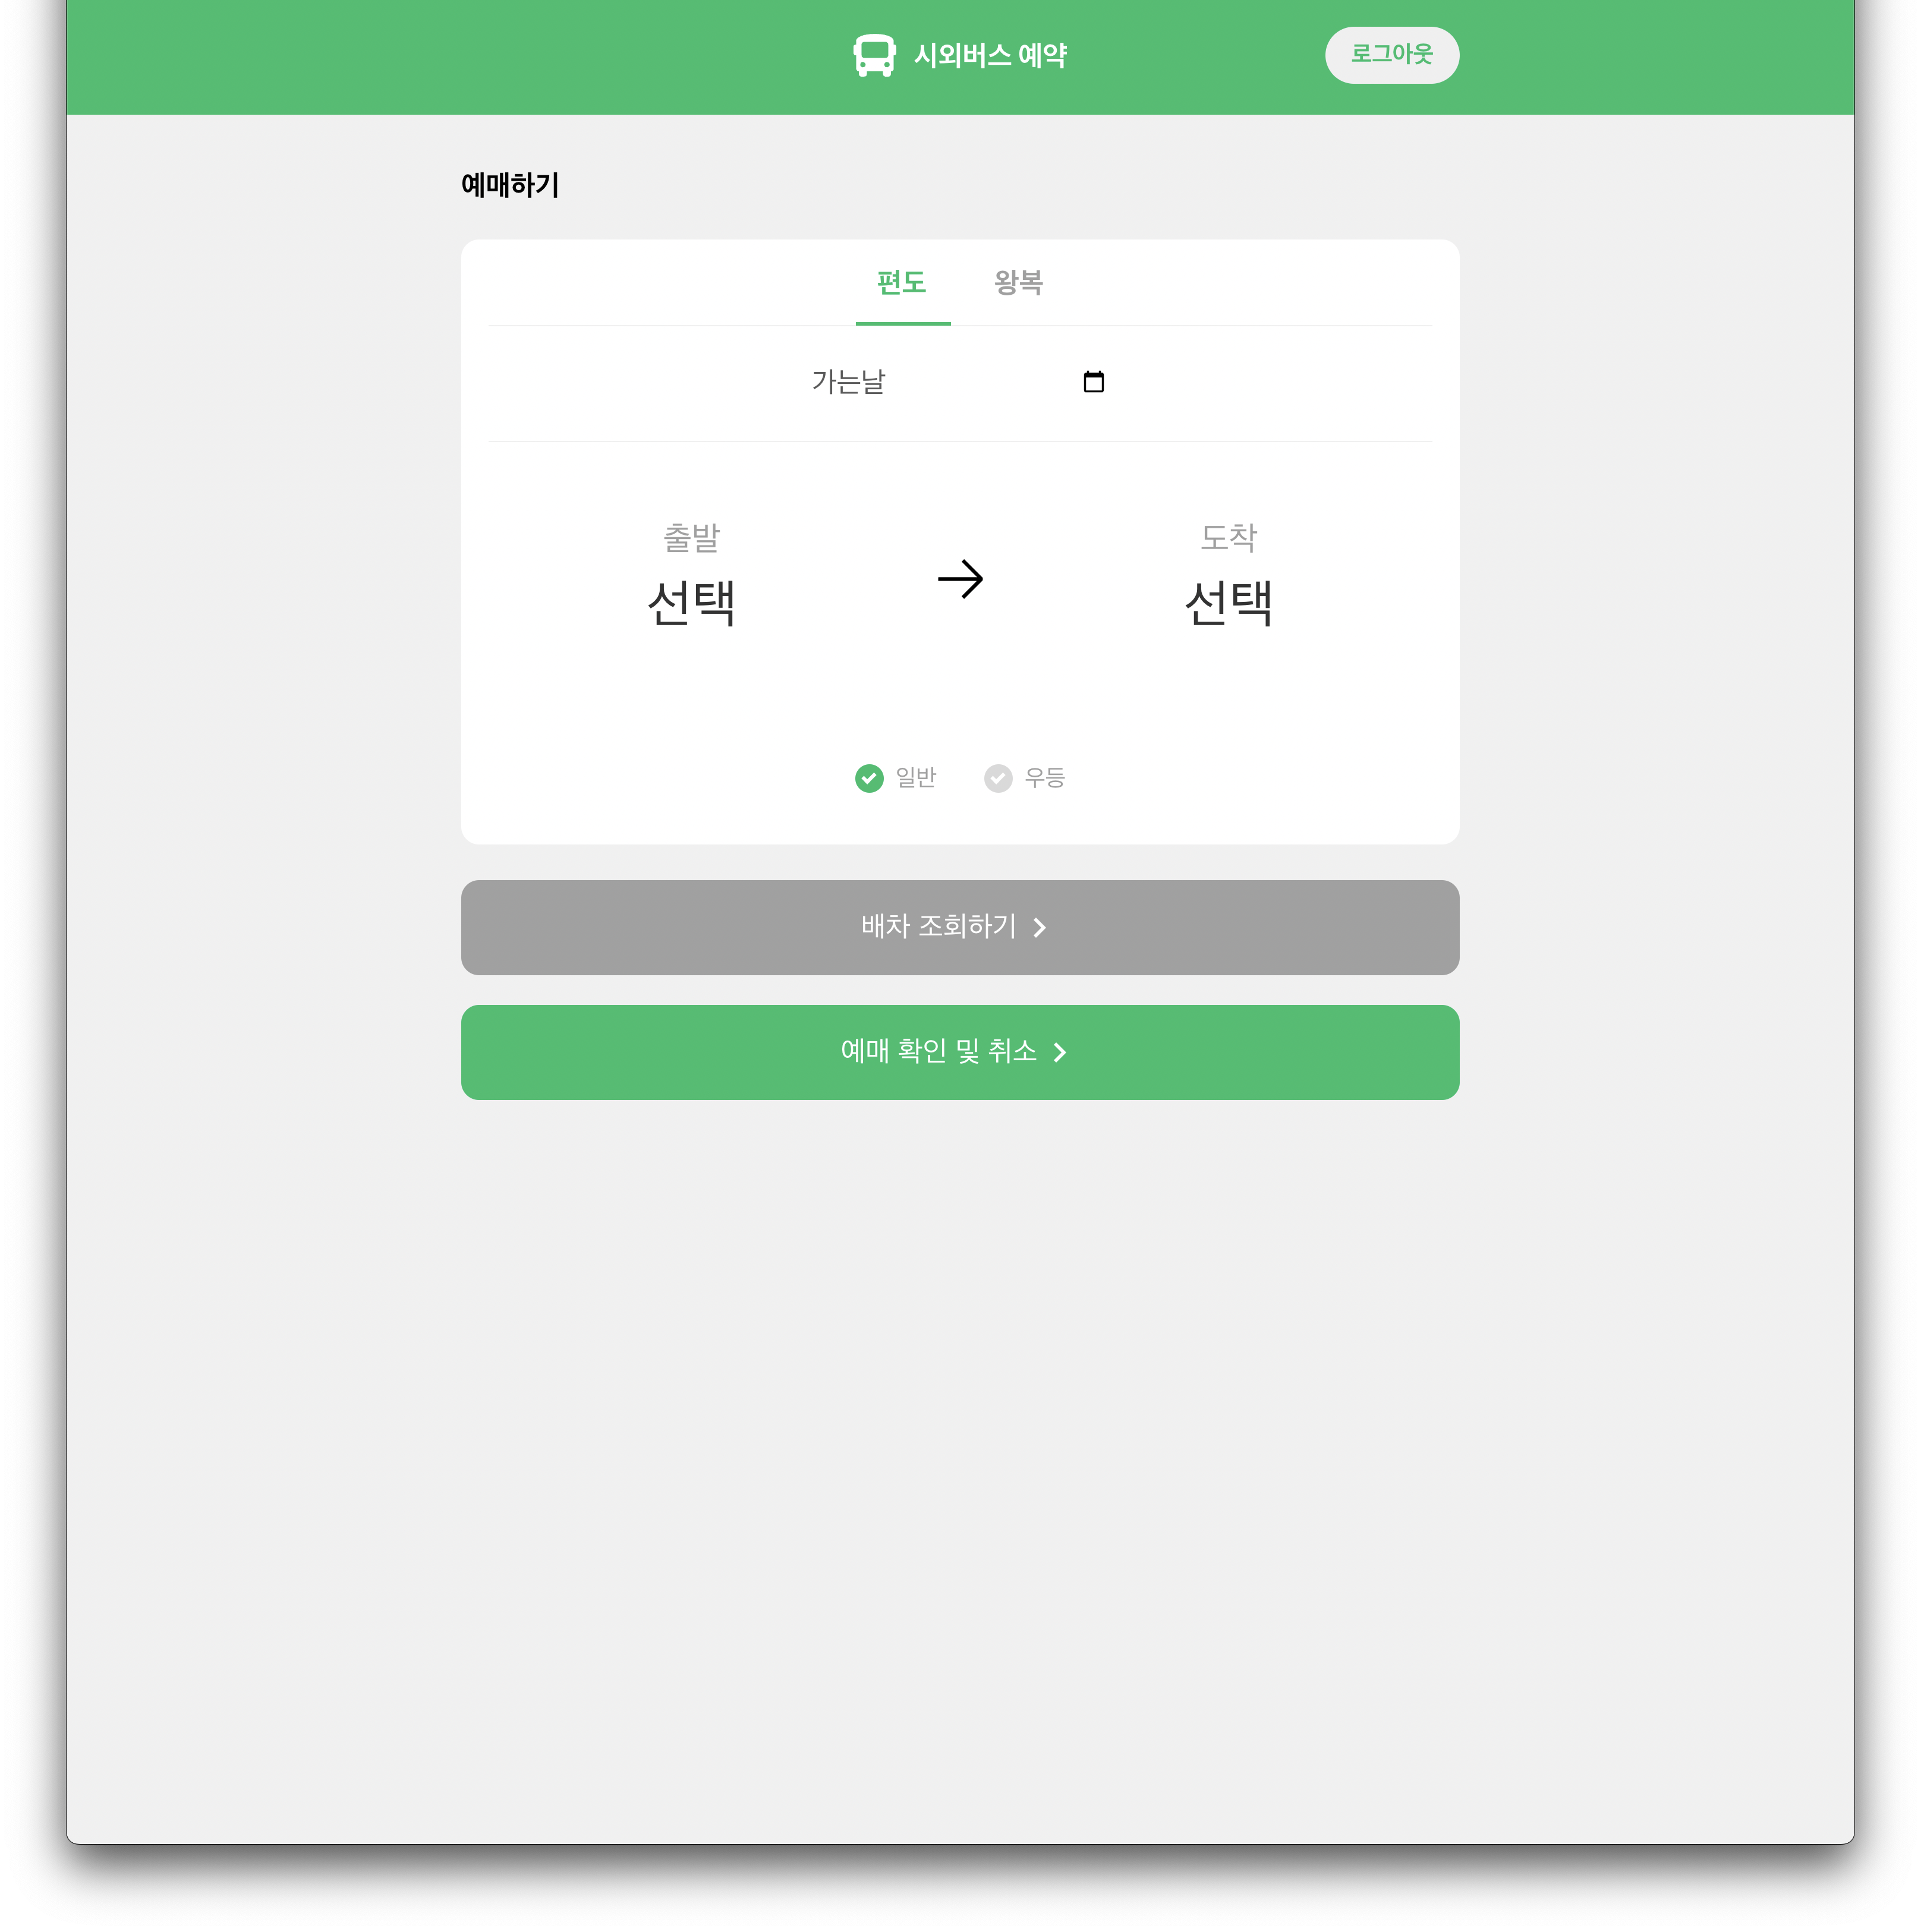 시외버스 예약
로그아웃
예매하기
편도 왕복
가는날
출발
선택
도착
선택
일반 우등
배차 조회하기
예매 확인 및 취소